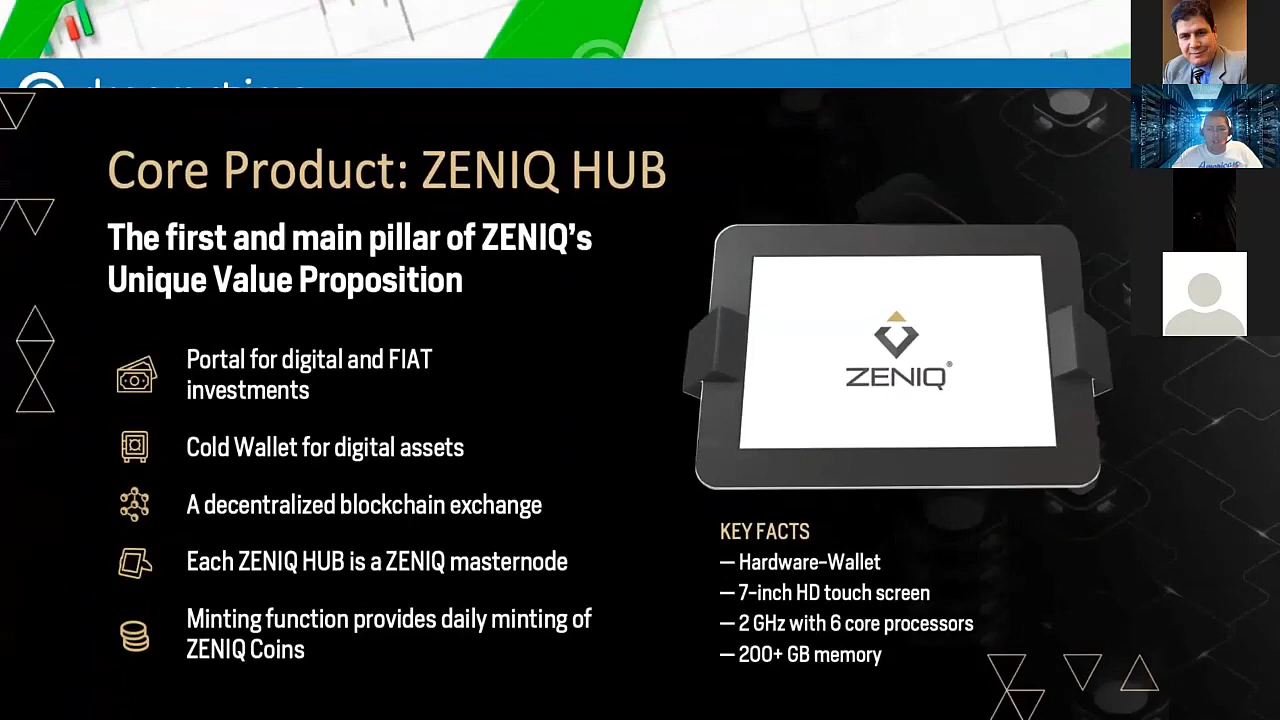 Core Product: ZENIQ HUB
The first and main pillar of ZENIQ's
Unique Value Proposition
Portal for digital and FIAT
investments
Cold Wallet for digital assets
A decentralized blockchain exchange
Each ZENIQ HUB is a ZENIQ masternode
Minting function provides daily minting of
ZENIQ Coins
ZENIQ®
KEY FACTS
— Hardware-Wallet
— 7-inch HD touch screen
— 2 GHz with 6 core processors
— 200+ GB memory